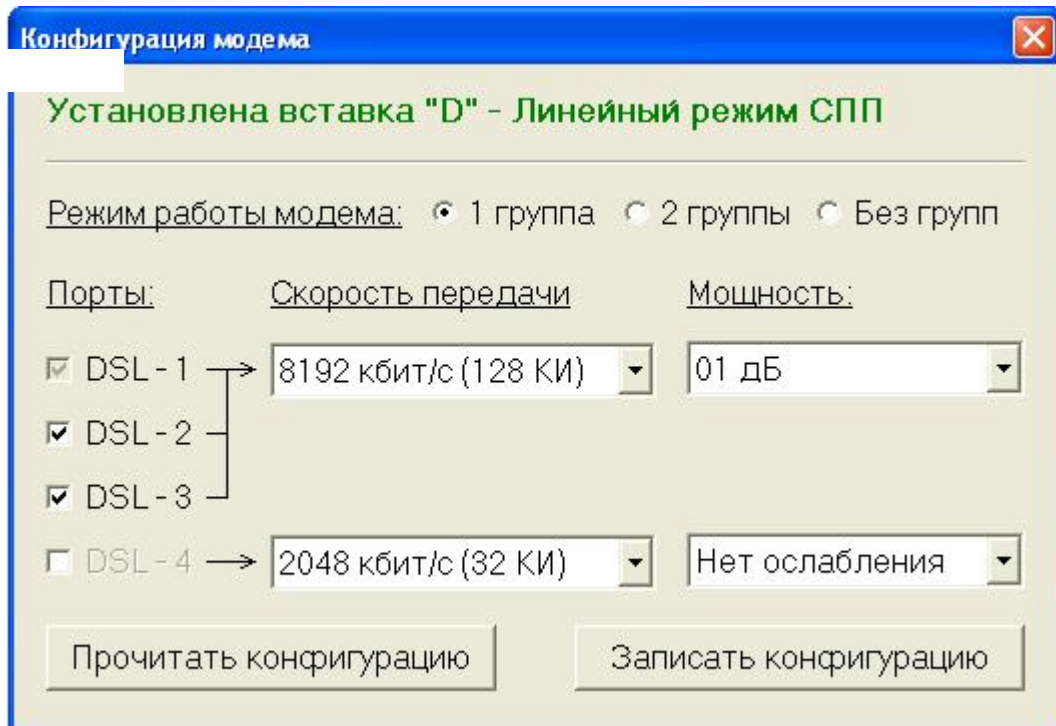 Конфигурация модема
Установлена вставка "D" - Линейный режим СПП
Режим работы модема: 1 группа 2 группы Без групп
Порты: Скорость передачи Мощность:
DSL - 1 8192 кбит/с (128 КИ) 01 дБ
DSL - 2
DSL - 3
DSL - 4 2048 кбит/с (32 КИ) Нет ослабления
Прочитать конфигурацию Записать конфигурацию